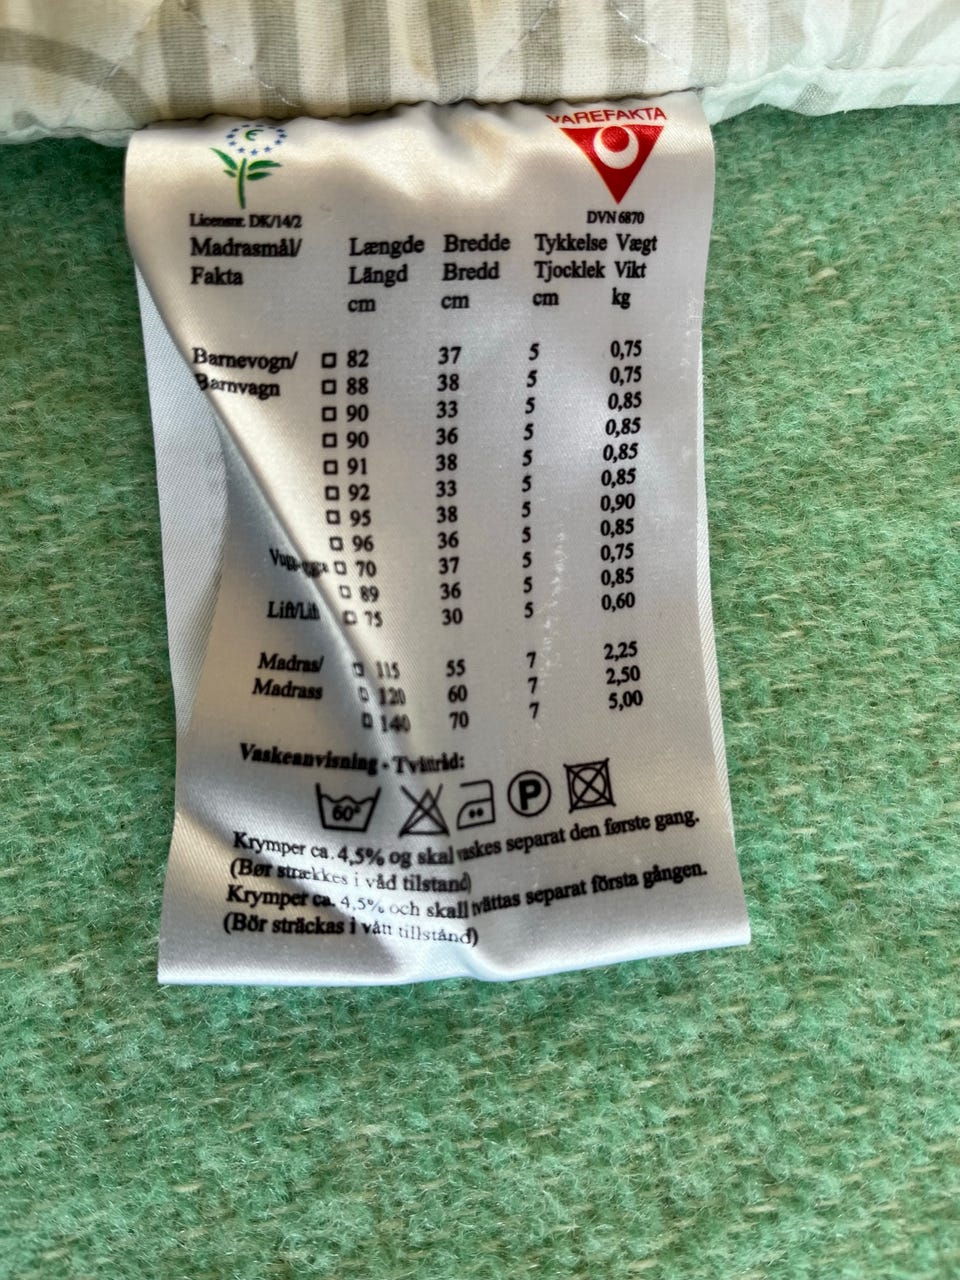 VAREFAKTA
Licensnr. DK/14/2 DVN 6870
Madrasmål/ Længde Bredde Tykkelse Vægt
Fakta Längd Bredd Tjocklek Vikt
cm cm cm kg
Barnevogn/ 82 37 5 0,75
Barnvagn 88 38 5 0,75
90 33 5 0,85
90 36 5 0,85
91 38 5 0,85
92 33 5 0,85
95 38 5 0,90
96 36 5 0,85
70 37 5 0,75
89 36 5 0,85
Lift/Lift 75 30 5 0,60
Madras/ 115 55 7 2,25
Madrass 120 60 7 2,50
140 70 7 5,00
Vaskeanvisning - Tvättråd:
60° P
Krymper ca. 4,5% og skal vaskes separat den første gang.
(Bør strækkes i våd tilstand)
Krymper ca. 4,5% och skall tvättas separat första gången.
(Bör sträckas i vått tillstånd)